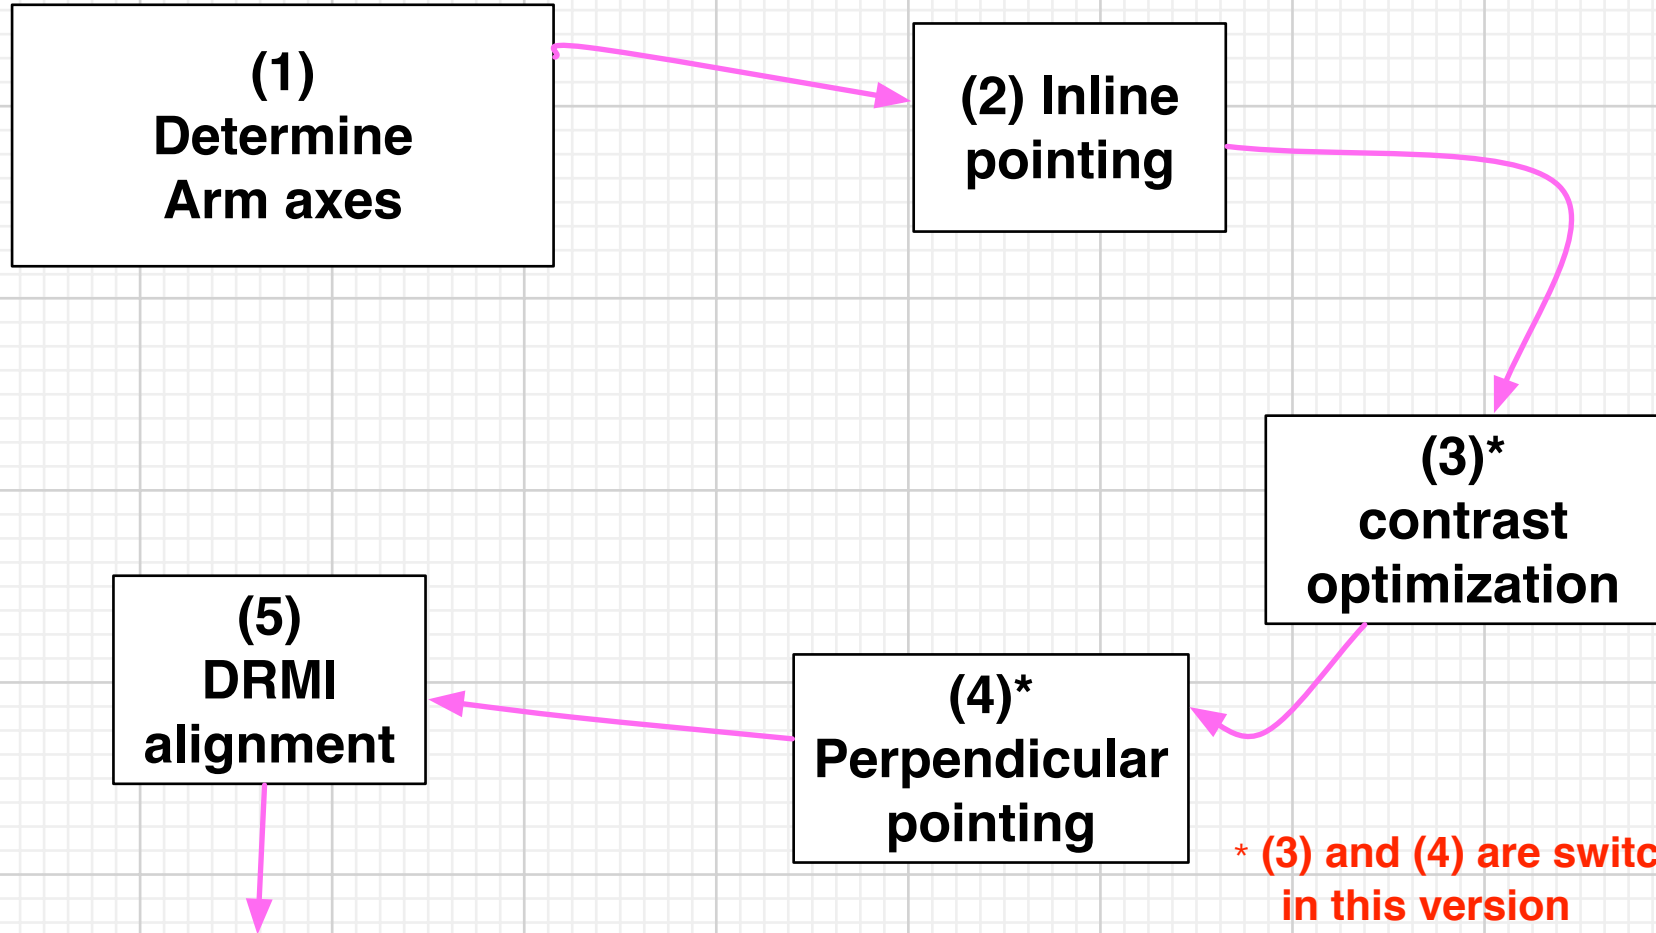 (1)
Determine
Arm axes
(2) Inline
pointing
(3)*
contrast
optimization
(4)*
Perpendicular
pointing
(5)
DRMI
alignment
* (3) and (4) are switc
in this version